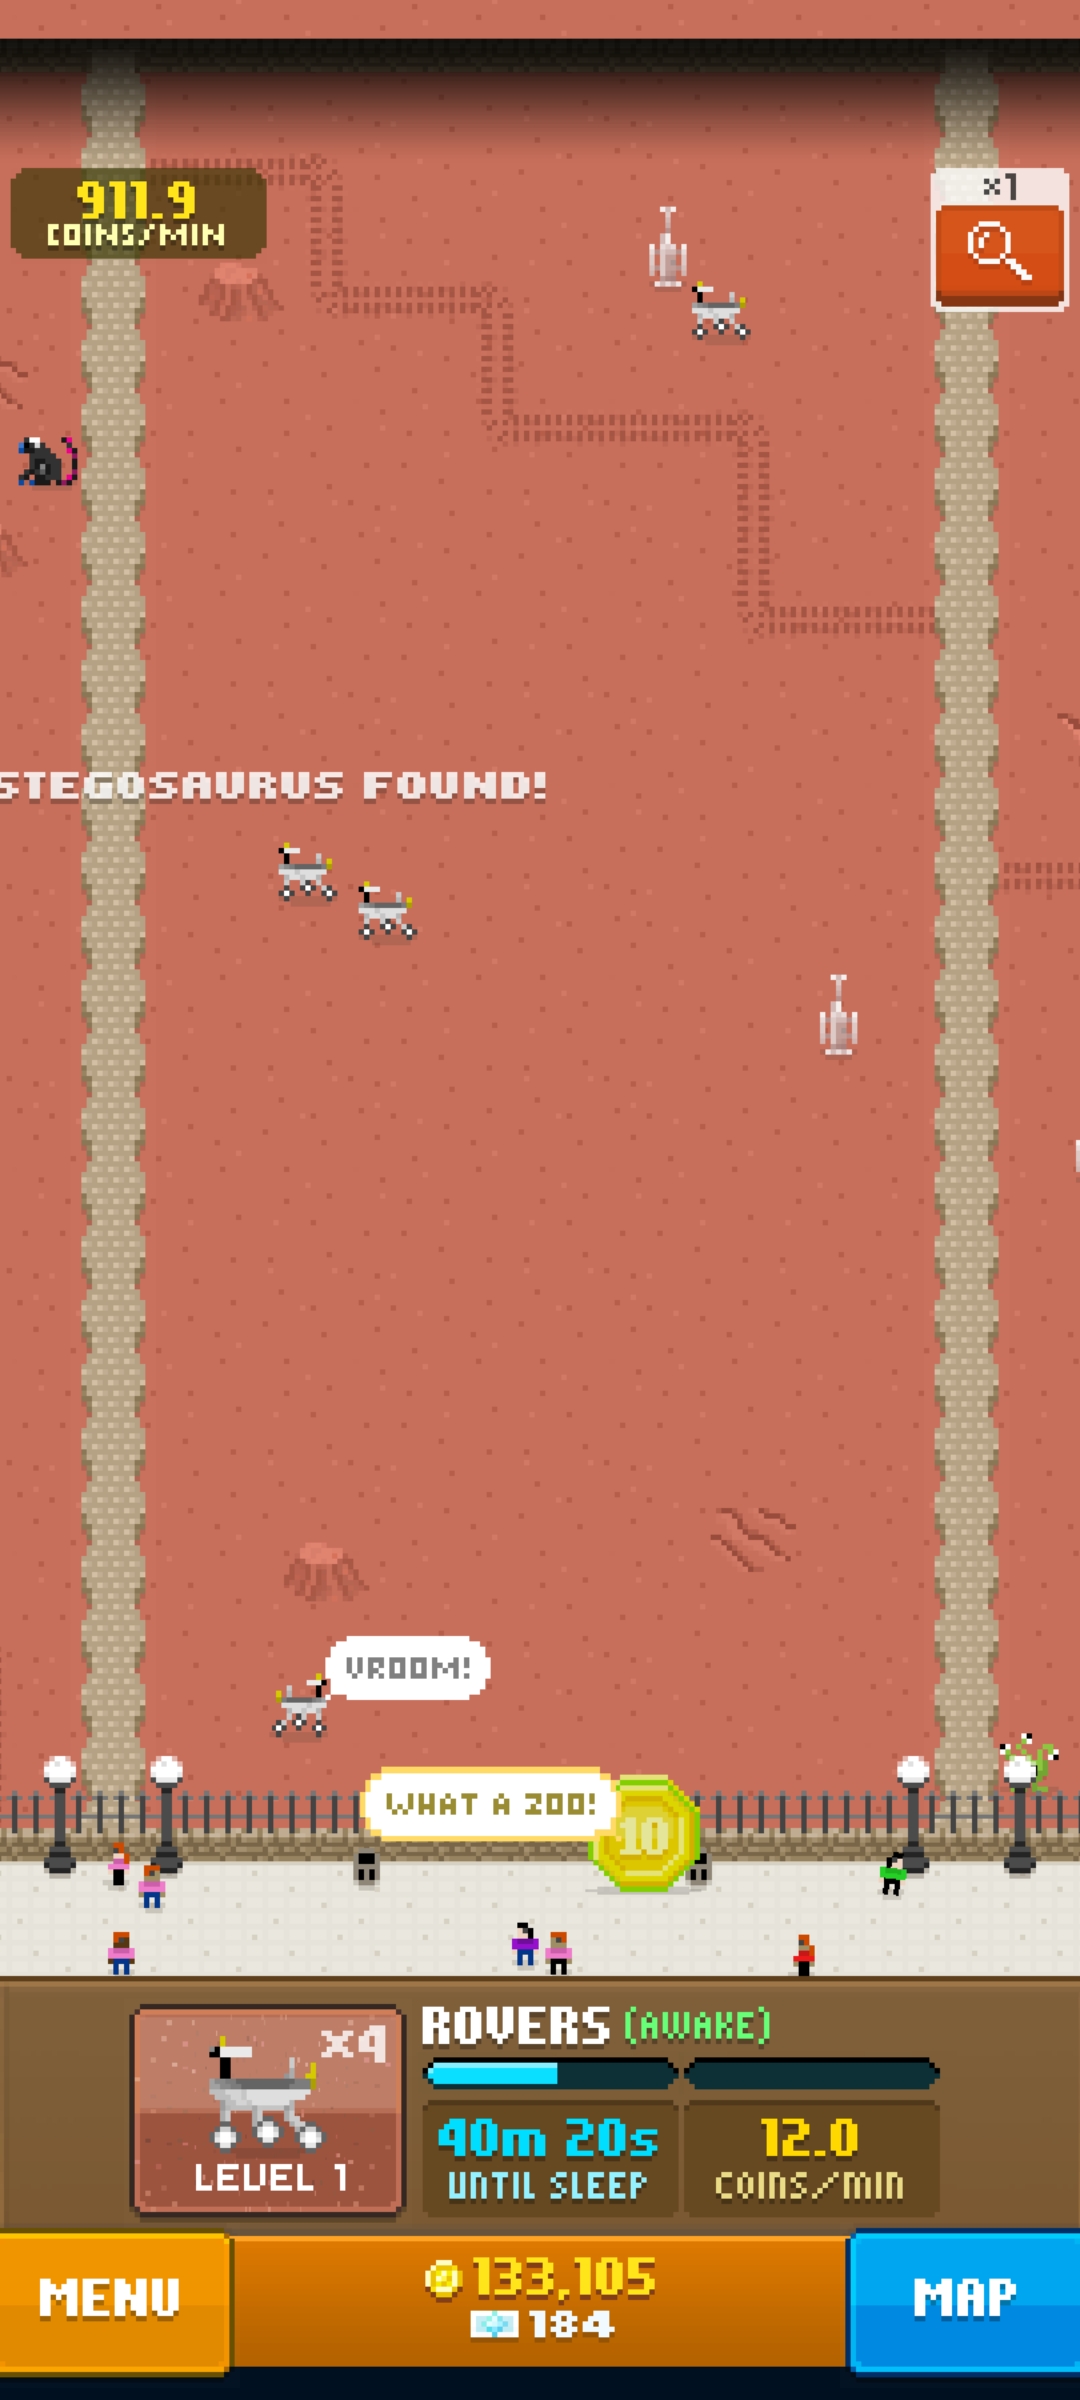 911.9
COINS/MIN
×1
STEGOSAURUS FOUND!
VROOM!
WHAT A ZOO!
10
ROVERS (AWAKE)
x4
LEVEL 1
40m 20s
UNTIL SLEEP
12.0
COINS/MIN
MENU
133,105
184
MAP